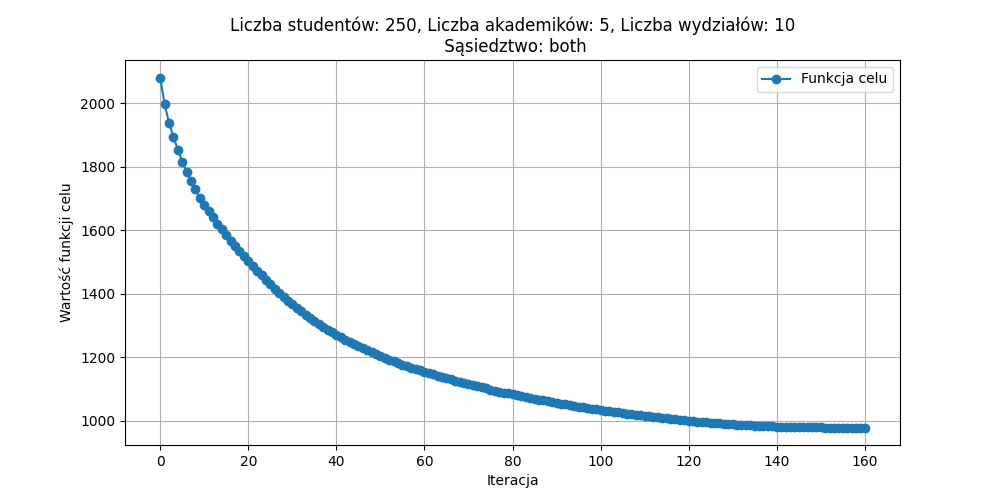 Liczba studentów: 250, Liczba akademików: 5, Liczba wydziałów: 10
Sąsiedztwo: both
Funkcja celu
Wartość funkcji celu
2000
1800
1600
1400
1200
1000
0 20 40 60 80 100 120 140 160
Iteracja